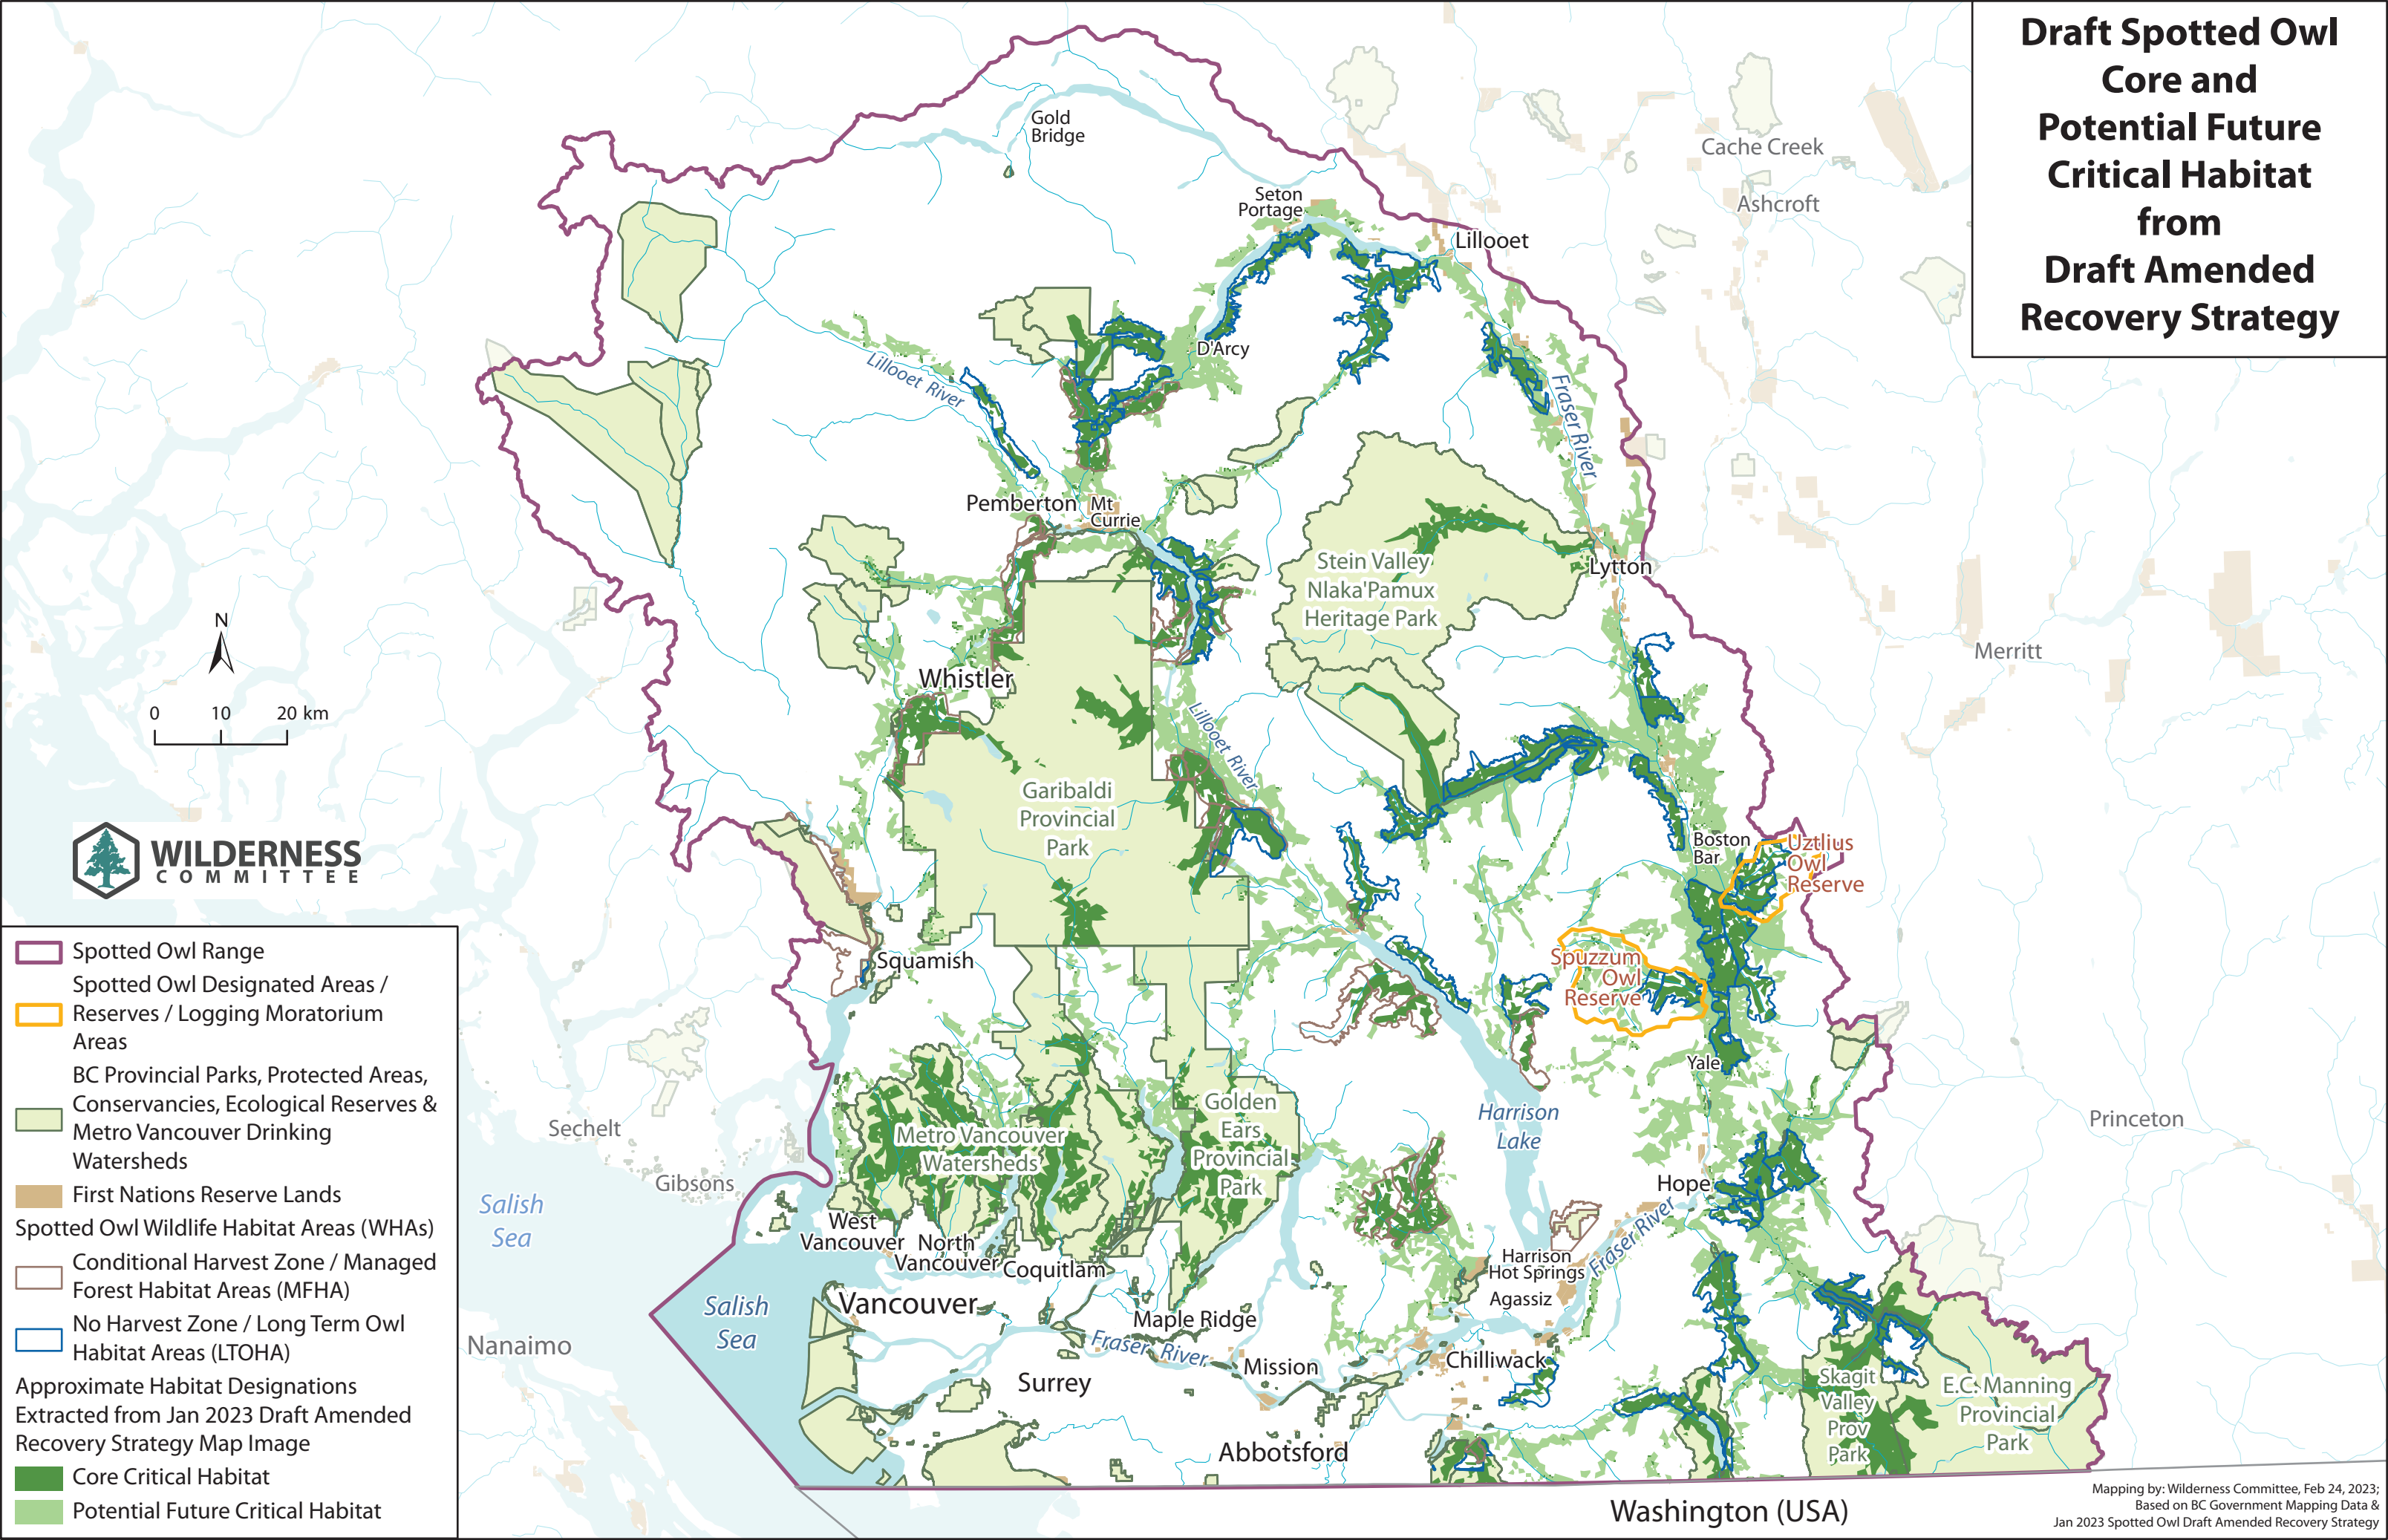 Draft Spotted Owl
Core and
Potential Future
Critical Habitat
from
Draft Amended
Recovery Strategy
Gold
Bridge
Cache Creek
Ashcroft
Seton
Portage
Lillooet
D'Arcy
Lillooet River
Fraser River
Pemberton
Mt
Currie
Stein Valley
Nlaka'Pamux
Heritage Park
Lytton
N
0 10 20 km
Merritt
Whistler
Lillooet River
Garibaldi
Provincial
Park
Boston
Bar
Uztlius
Owl
Reserve
WILDERNESS
COMMITTEE
Squamish
Spuzzum
Owl
Reserve
Yale
Harrison
Lake
Princeton
Golden
Ears
Provincial
Park
Metro Vancouver
Watersheds
Sechelt
Gibsons
Salish
Sea
Hope
West
Vancouver
North
Vancouver
Coquitlam
Harrison
Hot Springs
Agassiz
Fraser River
Vancouver
Salish
Sea
Maple Ridge
Fraser River
Nanaimo
Mission
Chilliwack
Surrey
Abbotsford
Skagit
Valley
Prov
Park
E.C. Manning
Provincial
Park
Washington (USA)
Spotted Owl Range
Spotted Owl Designated Areas /
Reserves / Logging Moratorium
Areas
BC Provincial Parks, Protected Areas,
Conservancies, Ecological Reserves &
Metro Vancouver Drinking
Watersheds
First Nations Reserve Lands
Spotted Owl Wildlife Habitat Areas (WHAs)
Conditional Harvest Zone / Managed
Forest Habitat Areas (MFHA)
No Harvest Zone / Long Term Owl
Habitat Areas (LTOHA)
Approximate Habitat Designations
Extracted from Jan 2023 Draft Amended
Recovery Strategy Map Image
Core Critical Habitat
Potential Future Critical Habitat
Mapping by: Wilderness Committee, Feb 24, 2023;
Based on BC Government Mapping Data &
Jan 2023 Spotted Owl Draft Amended Recovery Strategy